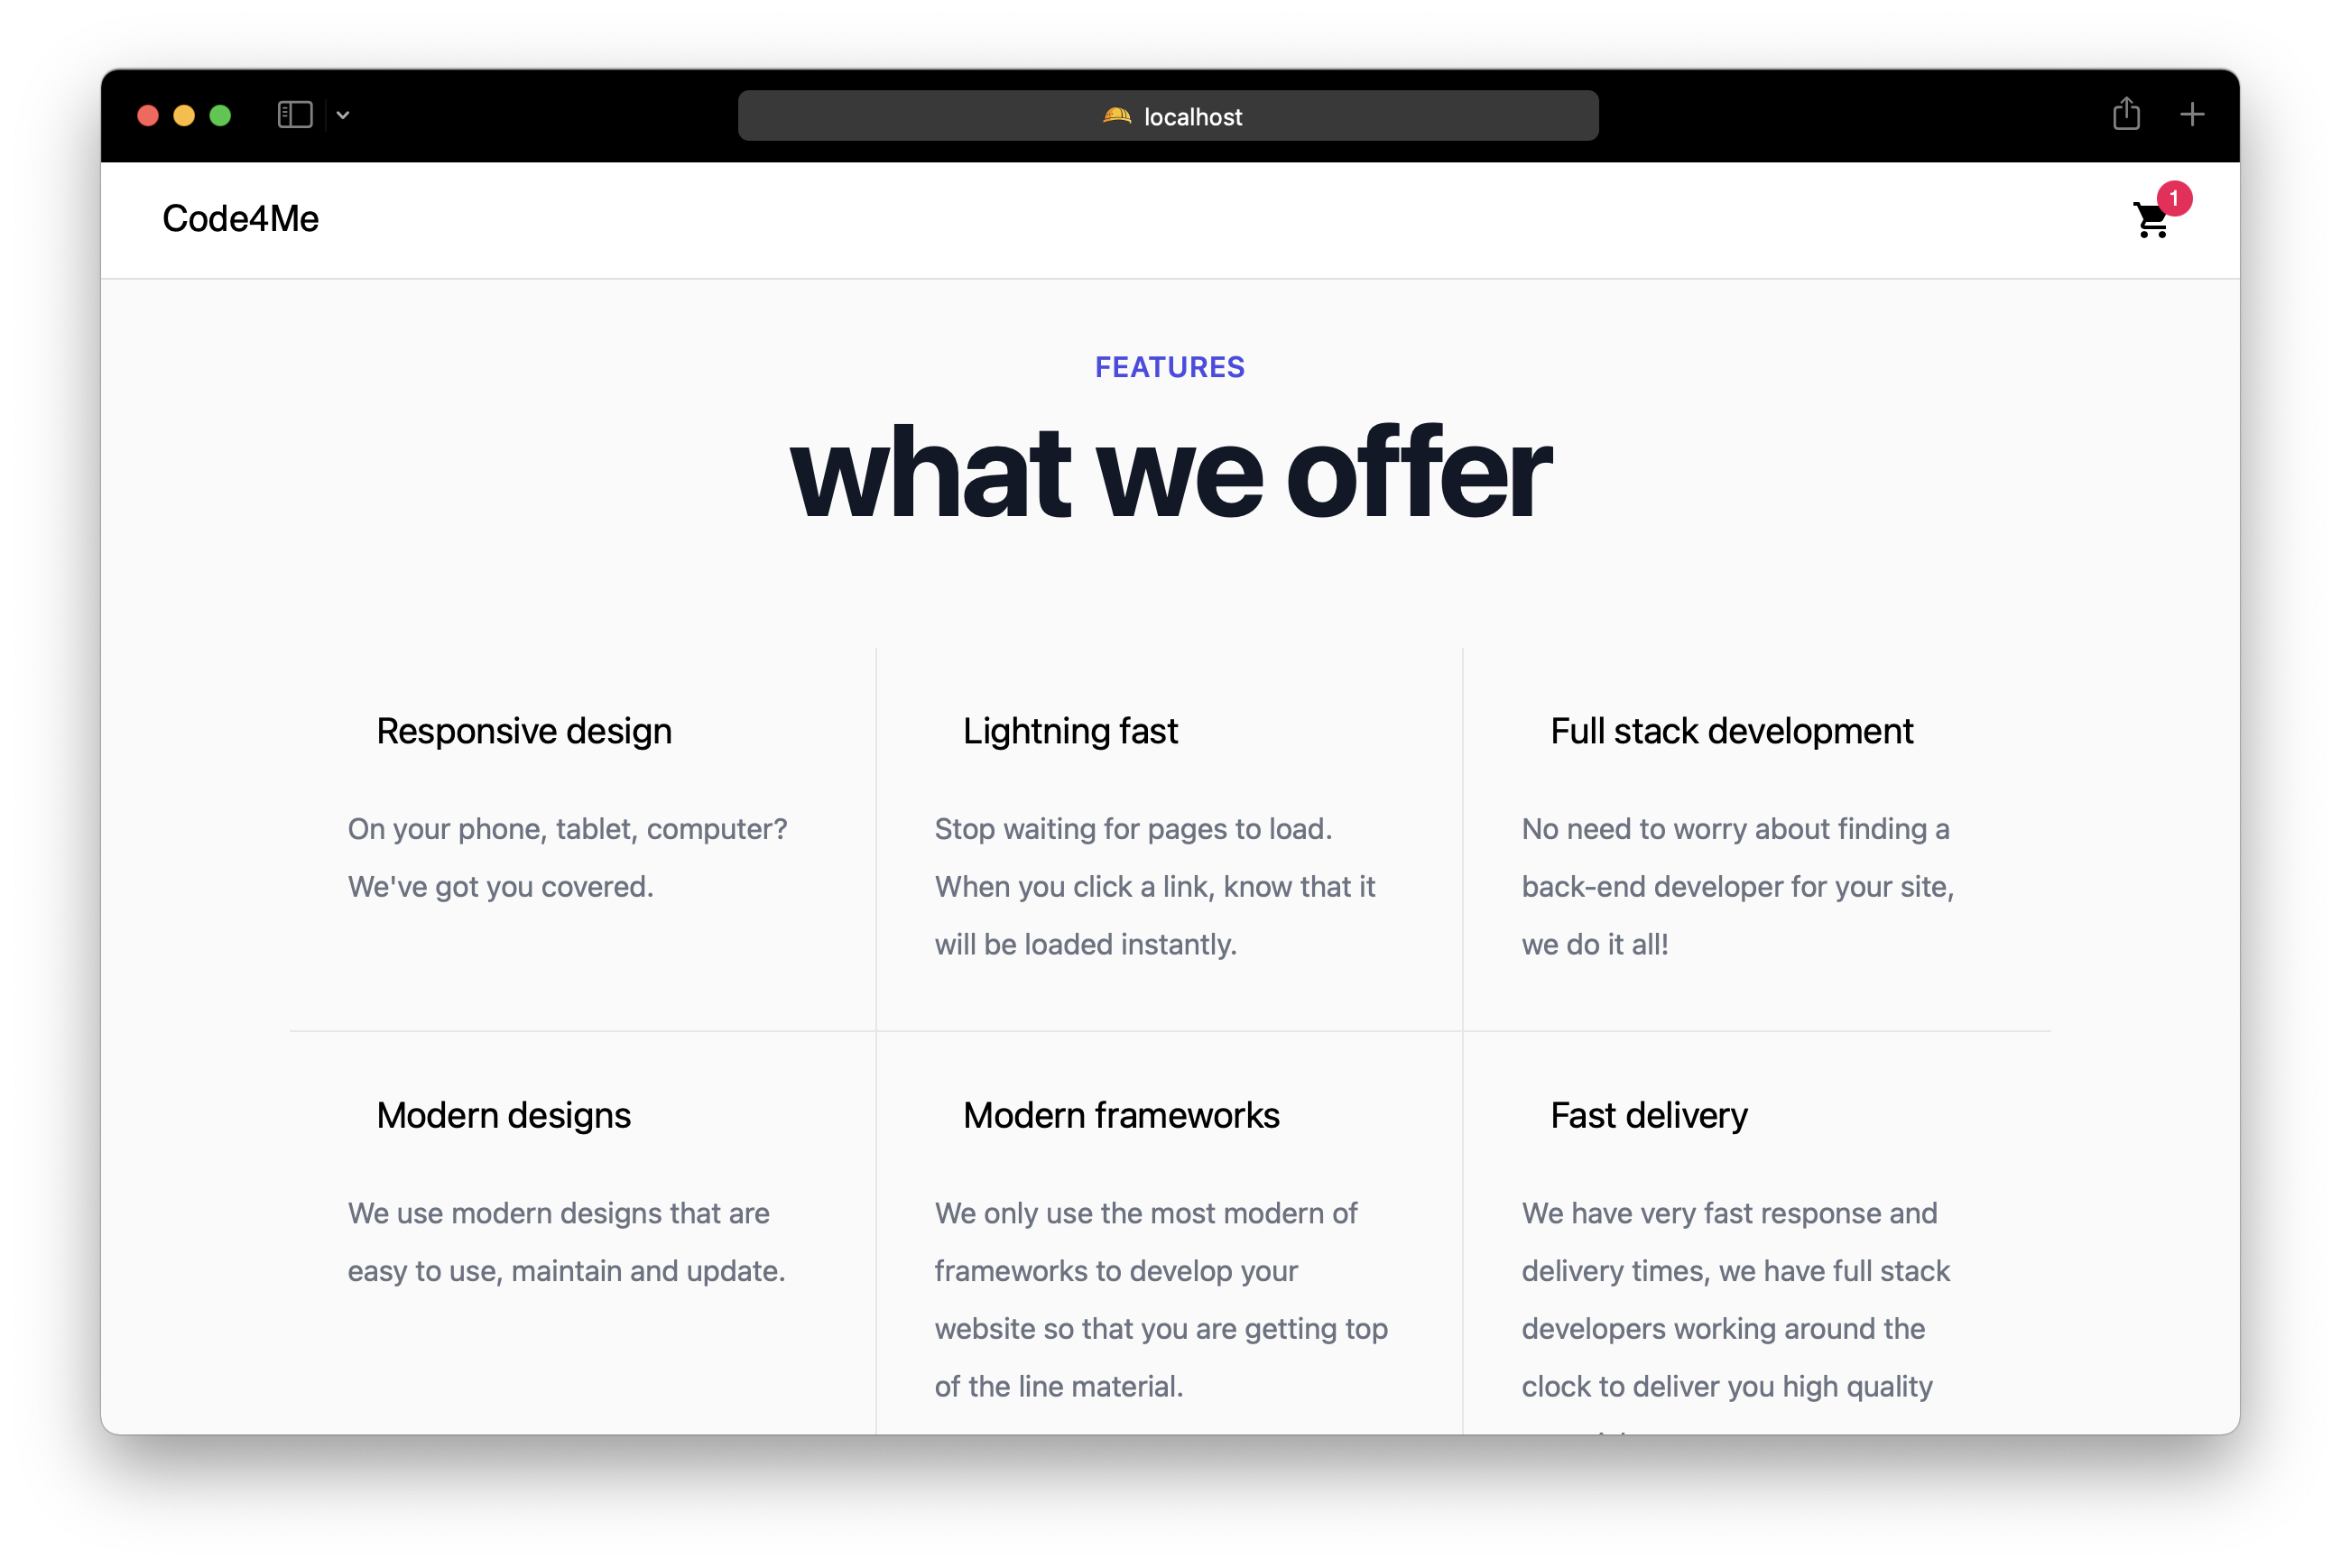 localhost
Code4Me
1
FEATURES
what we offer
Responsive design
On your phone, tablet, computer?
We've got you covered.
Lightning fast
Stop waiting for pages to load.
When you click a link, know that it
will be loaded instantly.
Full stack development
No need to worry about finding a
back-end developer for your site,
we do it all!
Modern designs
We use modern designs that are
easy to use, maintain and update.
Modern frameworks
We only use the most modern of
frameworks to develop your
website so that you are getting top
of the line material.
Fast delivery
We have very fast response and
delivery times, we have full stack
developers working around the
clock to deliver you high quality